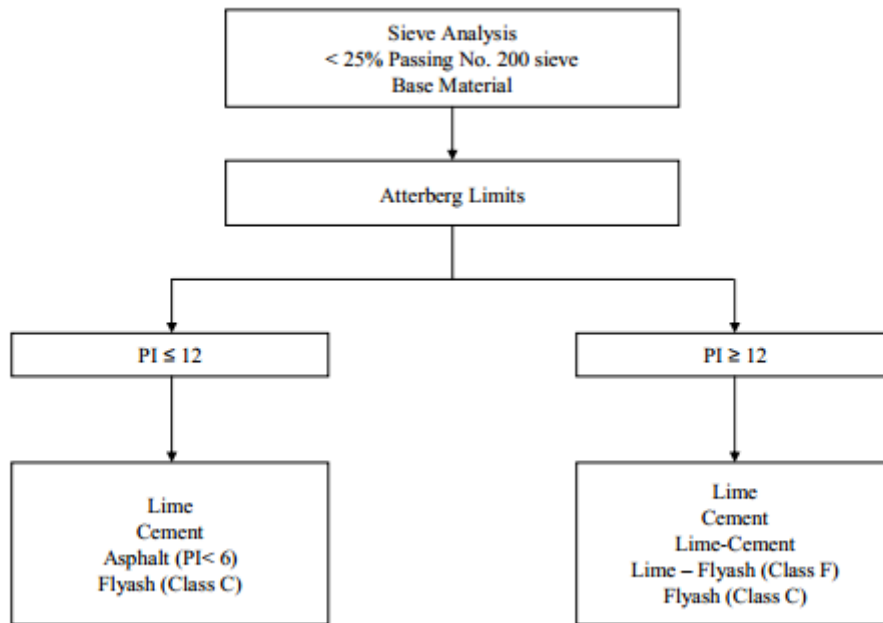 Sieve Analysis
< 25% Passing No. 200 sieve
Base Material
Atterberg Limits
PI ≤ 12
PI ≥ 12
Lime
Cement
Asphalt (PI< 6)
Flyash (Class C)
Lime
Cement
Lime-Cement
Lime – Flyash (Class F)
Flyash (Class C)